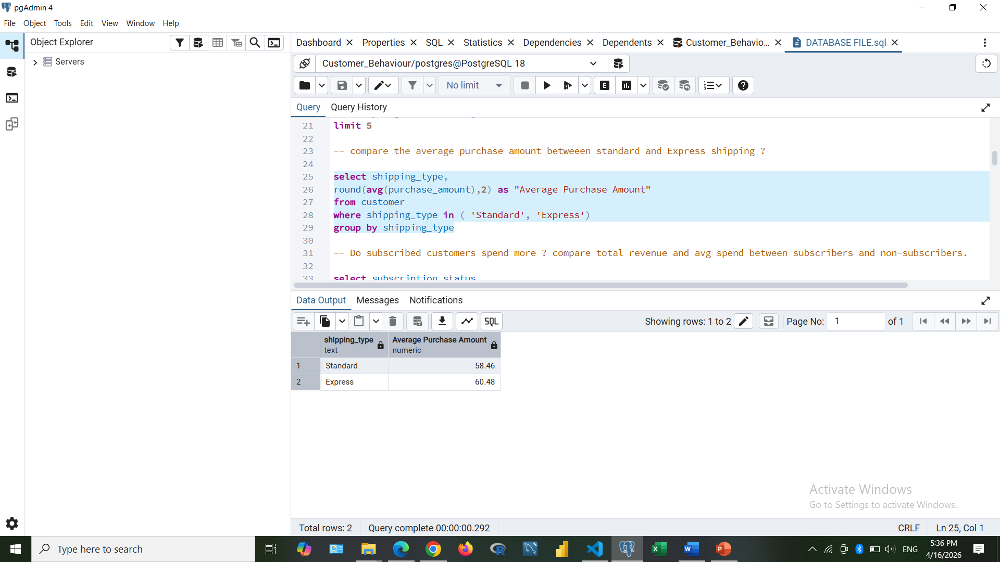 pgAdmin 4
File Object Tools Edit View Window Help
Object Explorer
Servers
Dashboard Properties SQL Statistics Dependencies Dependents Customer_Behavio... DATABASE FILE.sql
Customer_Behaviour/postgres@PostgreSQL 18
No limit
Query Query History
21 limit 5
22
23 -- compare the average purchase amount betweeen standard and Express shipping ?
24
25 select shipping_type,
26 round(avg(purchase_amount),2) as "Average Purchase Amount"
27 from customer
28 where shipping_type in ( 'Standard', 'Express')
29 group by shipping_type
30
31 -- Do subscribed customers spend more ? compare total revenue and avg spend between subscribers and non-subscribers.
32
33 select subscription_status
Data Output Messages Notifications
SQL Showing rows: 1 to 2 Page No: 1 of 1
shipping_type Average Purchase Amount
text numeric
1 Standard 58.46
2 Express 60.48
Activate Windows
Go to Settings to activate Windows.
Total rows: 2 Query complete 00:00:00.292 CRLF Ln 25, Col 1
Type here to search ENG 5:36 PM
4/16/2026